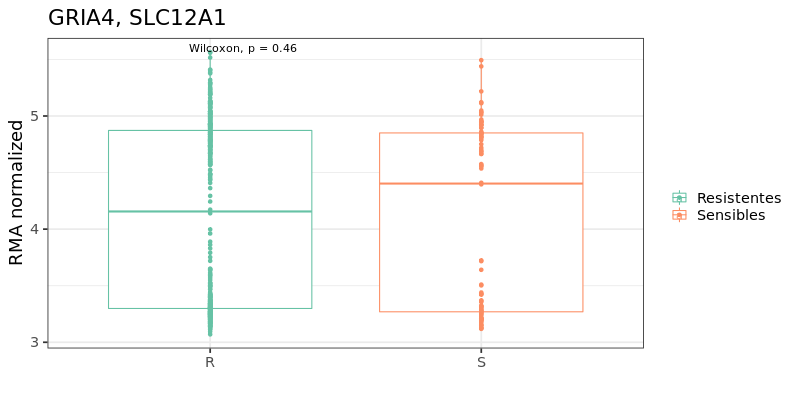 GRIA4, SLC12A1
Wilcoxon, p = 0.46
5
4
3
RMA normalized
R
S
Resistentes
Sensibles